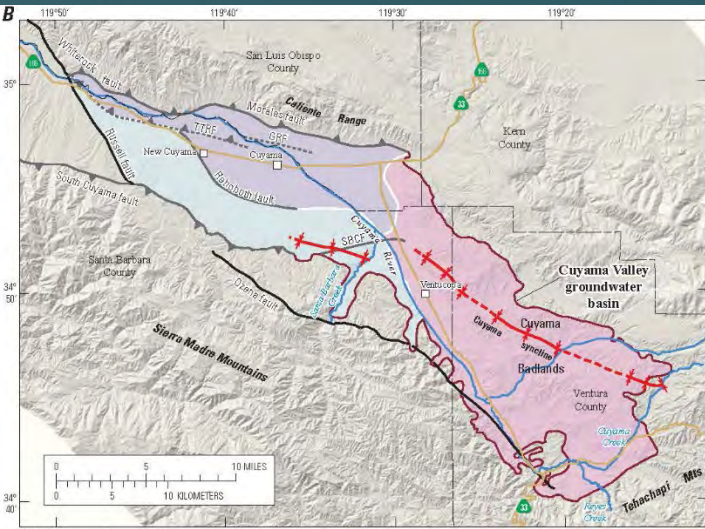 B
119°50'
119°40'
119°30'
119°20'
35°
34°
50'
34°
40'
166
166
33
33
San Luis Obispo
County
Kern
County
Santa Barbara
County
Ventura
County
Whiterock fault
Morales fault
Caliente Range
TTRF
GRF
New Cuyama
Cuyama
Russell fault
Rehoboth fault
South Cuyama fault
SBCF
Cuyama River
Ozena fault
Santa Barbara
Creek
Ventucopa
Cuyama Valley
groundwater
basin
Cuyama
Badlands
Cuyama syncline
Sierra Madre Mountains
Cuyama
Creek
Reyes
Creek
Tehachapi Mts
0 5 10 MILES
0 5 10 KILOMETERS